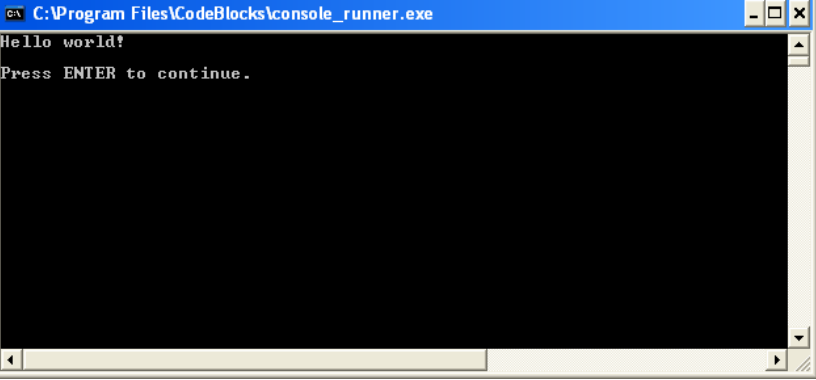 C:\Program Files\CodeBlocks\console_runner.exe
Hello world!
Press ENTER to continue.